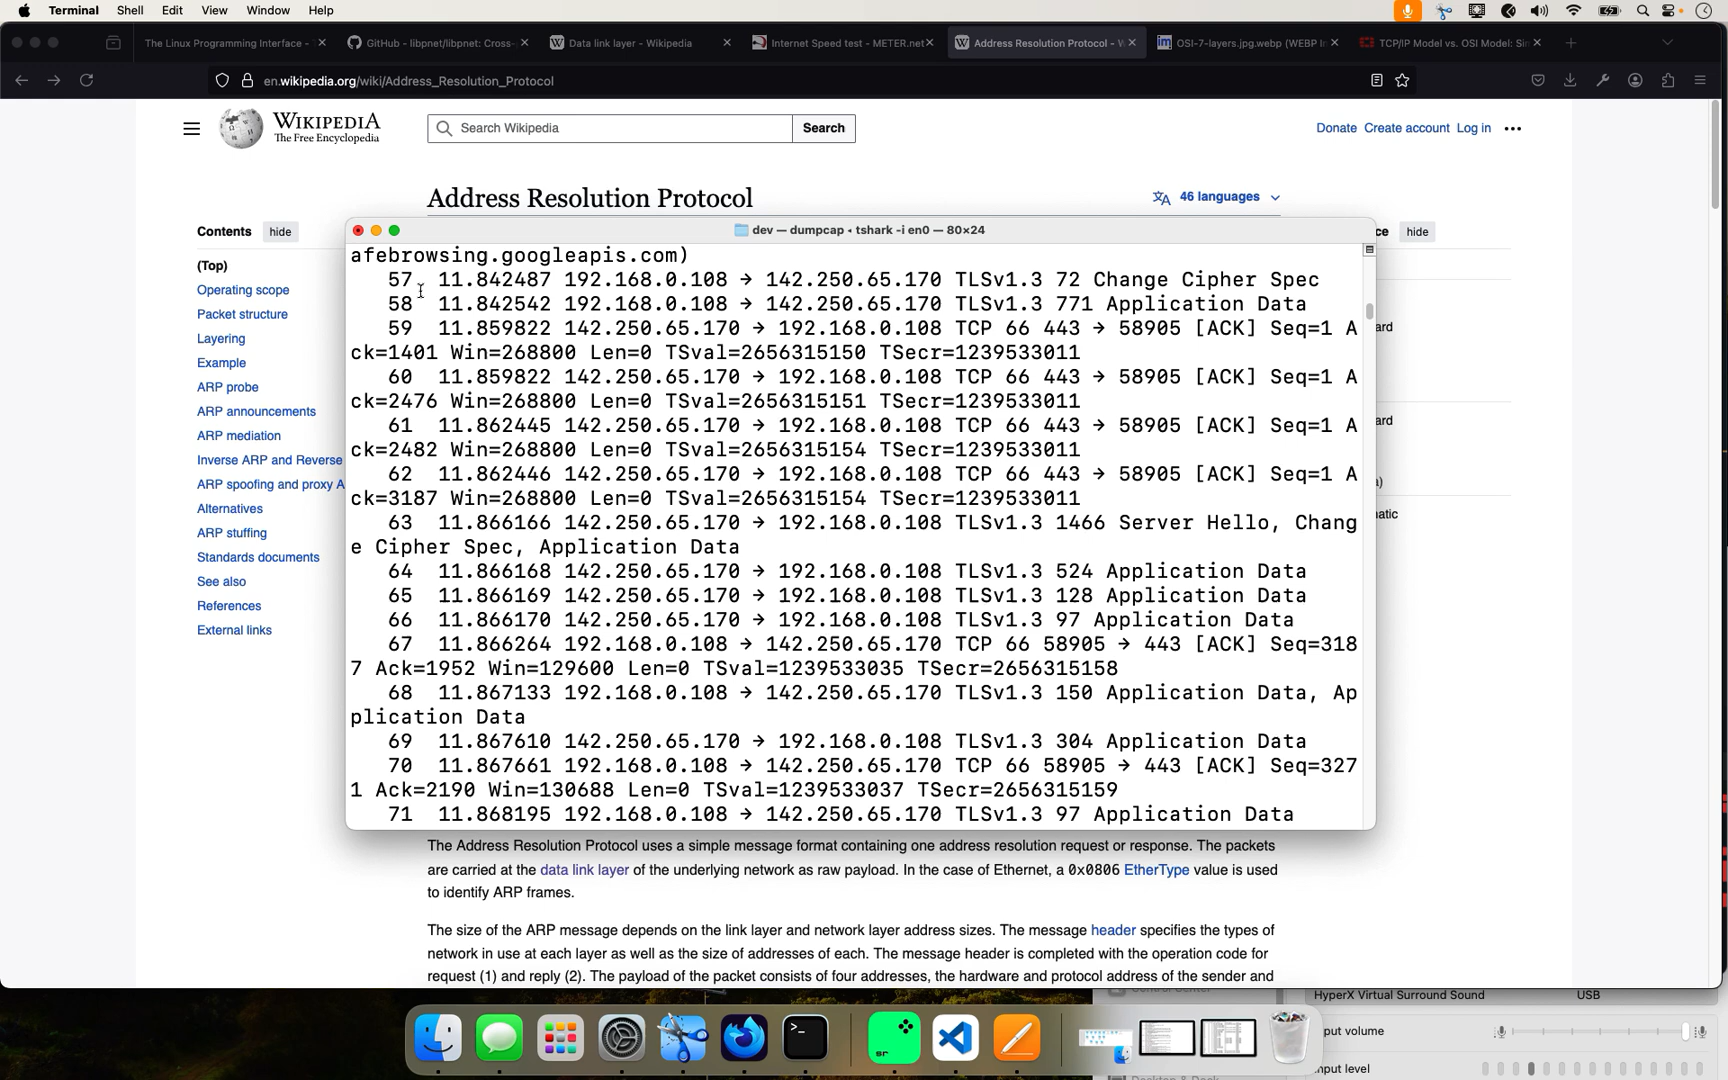 Terminal Shell Edit View Window Help
The Linux Programming Interface - GitHub - libpnet/libpnet: Cross- Data link layer - Wikipedia Internet Speed test - METER.net Address Resolution Protocol - W OSI-7-layers.jpg.webp (WEBP I TCP/IP Model vs. OSI Model: Si
en.wikipedia.org/wiki/Address_Resolution_Protocol
WIKIPEDIA
The Free Encyclopedia
Search Wikipedia Search
Donate Create account Log in
Address Resolution Protocol
46 languages
Contents hide
(Top)
Operating scope
Packet structure
Layering
Example
ARP probe
ARP announcements
ARP mediation
Inverse ARP and Reverse
ARP spoofing and proxy A
Alternatives
ARP stuffing
Standards documents
See also
References
External links
dev — dumpcap ◂ tshark -i en0 — 80×24
afebrowsing.googleapis.com)
57 11.842487 192.168.0.108 → 142.250.65.170 TLSv1.3 72 Change Cipher Spec
58 11.842542 192.168.0.108 → 142.250.65.170 TLSv1.3 771 Application Data
59 11.859822 142.250.65.170 → 192.168.0.108 TCP 66 443 → 58905 [ACK] Seq=1 A
ck=1401 Win=268800 Len=0 TSval=2656315150 TSecr=1239533011
60 11.859822 142.250.65.170 → 192.168.0.108 TCP 66 443 → 58905 [ACK] Seq=1 A
ck=2476 Win=268800 Len=0 TSval=2656315151 TSecr=1239533011
61 11.862445 142.250.65.170 → 192.168.0.108 TCP 66 443 → 58905 [ACK] Seq=1 A
ck=2482 Win=268800 Len=0 TSval=2656315154 TSecr=1239533011
62 11.862446 142.250.65.170 → 192.168.0.108 TCP 66 443 → 58905 [ACK] Seq=1 A
ck=3187 Win=268800 Len=0 TSval=2656315154 TSecr=1239533011
63 11.866166 142.250.65.170 → 192.168.0.108 TLSv1.3 1466 Server Hello, Chang
e Cipher Spec, Application Data
64 11.866168 142.250.65.170 → 192.168.0.108 TLSv1.3 524 Application Data
65 11.866169 142.250.65.170 → 192.168.0.108 TLSv1.3 128 Application Data
66 11.866170 142.250.65.170 → 192.168.0.108 TLSv1.3 97 Application Data
67 11.866264 192.168.0.108 → 142.250.65.170 TCP 66 58905 → 443 [ACK] Seq=318
7 Ack=1952 Win=129600 Len=0 TSval=1239533035 TSecr=2656315158
68 11.867133 192.168.0.108 → 142.250.65.170 TLSv1.3 150 Application Data, Ap
plication Data
69 11.867610 142.250.65.170 → 192.168.0.108 TLSv1.3 304 Application Data
70 11.867661 192.168.0.108 → 142.250.65.170 TCP 66 58905 → 443 [ACK] Seq=327
1 Ack=2190 Win=130688 Len=0 TSval=1239533037 TSecr=2656315159
71 11.868195 192.168.0.108 → 142.250.65.170 TLSv1.3 97 Application Data
ce hide
ard
ard
a)
matic
The Address Resolution Protocol uses a simple message format containing one address resolution request or response. The packets
are carried at the data link layer of the underlying network as raw payload. In the case of Ethernet, a 0x0806 EtherType value is used
to identify ARP frames.
The size of the ARP message depends on the link layer and network layer address sizes. The message header specifies the types of
network in use at each layer as well as the size of addresses of each. The message header is completed with the operation code for
request (1) and reply (2). The payload of the packet consists of four addresses, the hardware and protocol address of the sender and
HyperX Virtual Surround Sound USB
put volume
nput level
sr